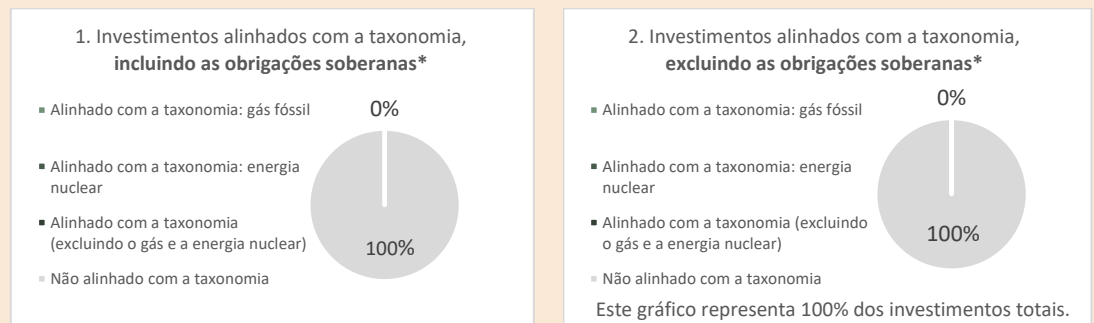 1. Investimentos alinhados com a taxonomia,
incluindo as obrigações soberanas*
Alinhado com a taxonomia: gás fóssil
Alinhado com a taxonomia: energia
nuclear
Alinhado com a taxonomia
(excluindo o gás e a energia nuclear)
Não alinhado com a taxonomia
0%
100%
2. Investimentos alinhados com a taxonomia,
excluindo as obrigações soberanas*
Alinhado com a taxonomia: gás fóssil
Alinhado com a taxonomia: energia
nuclear
Alinhado com a taxonomia (excluindo
o gás e a energia nuclear)
Não alinhado com a taxonomia
0%
100%
Este gráfico representa 100% dos investimentos totais.